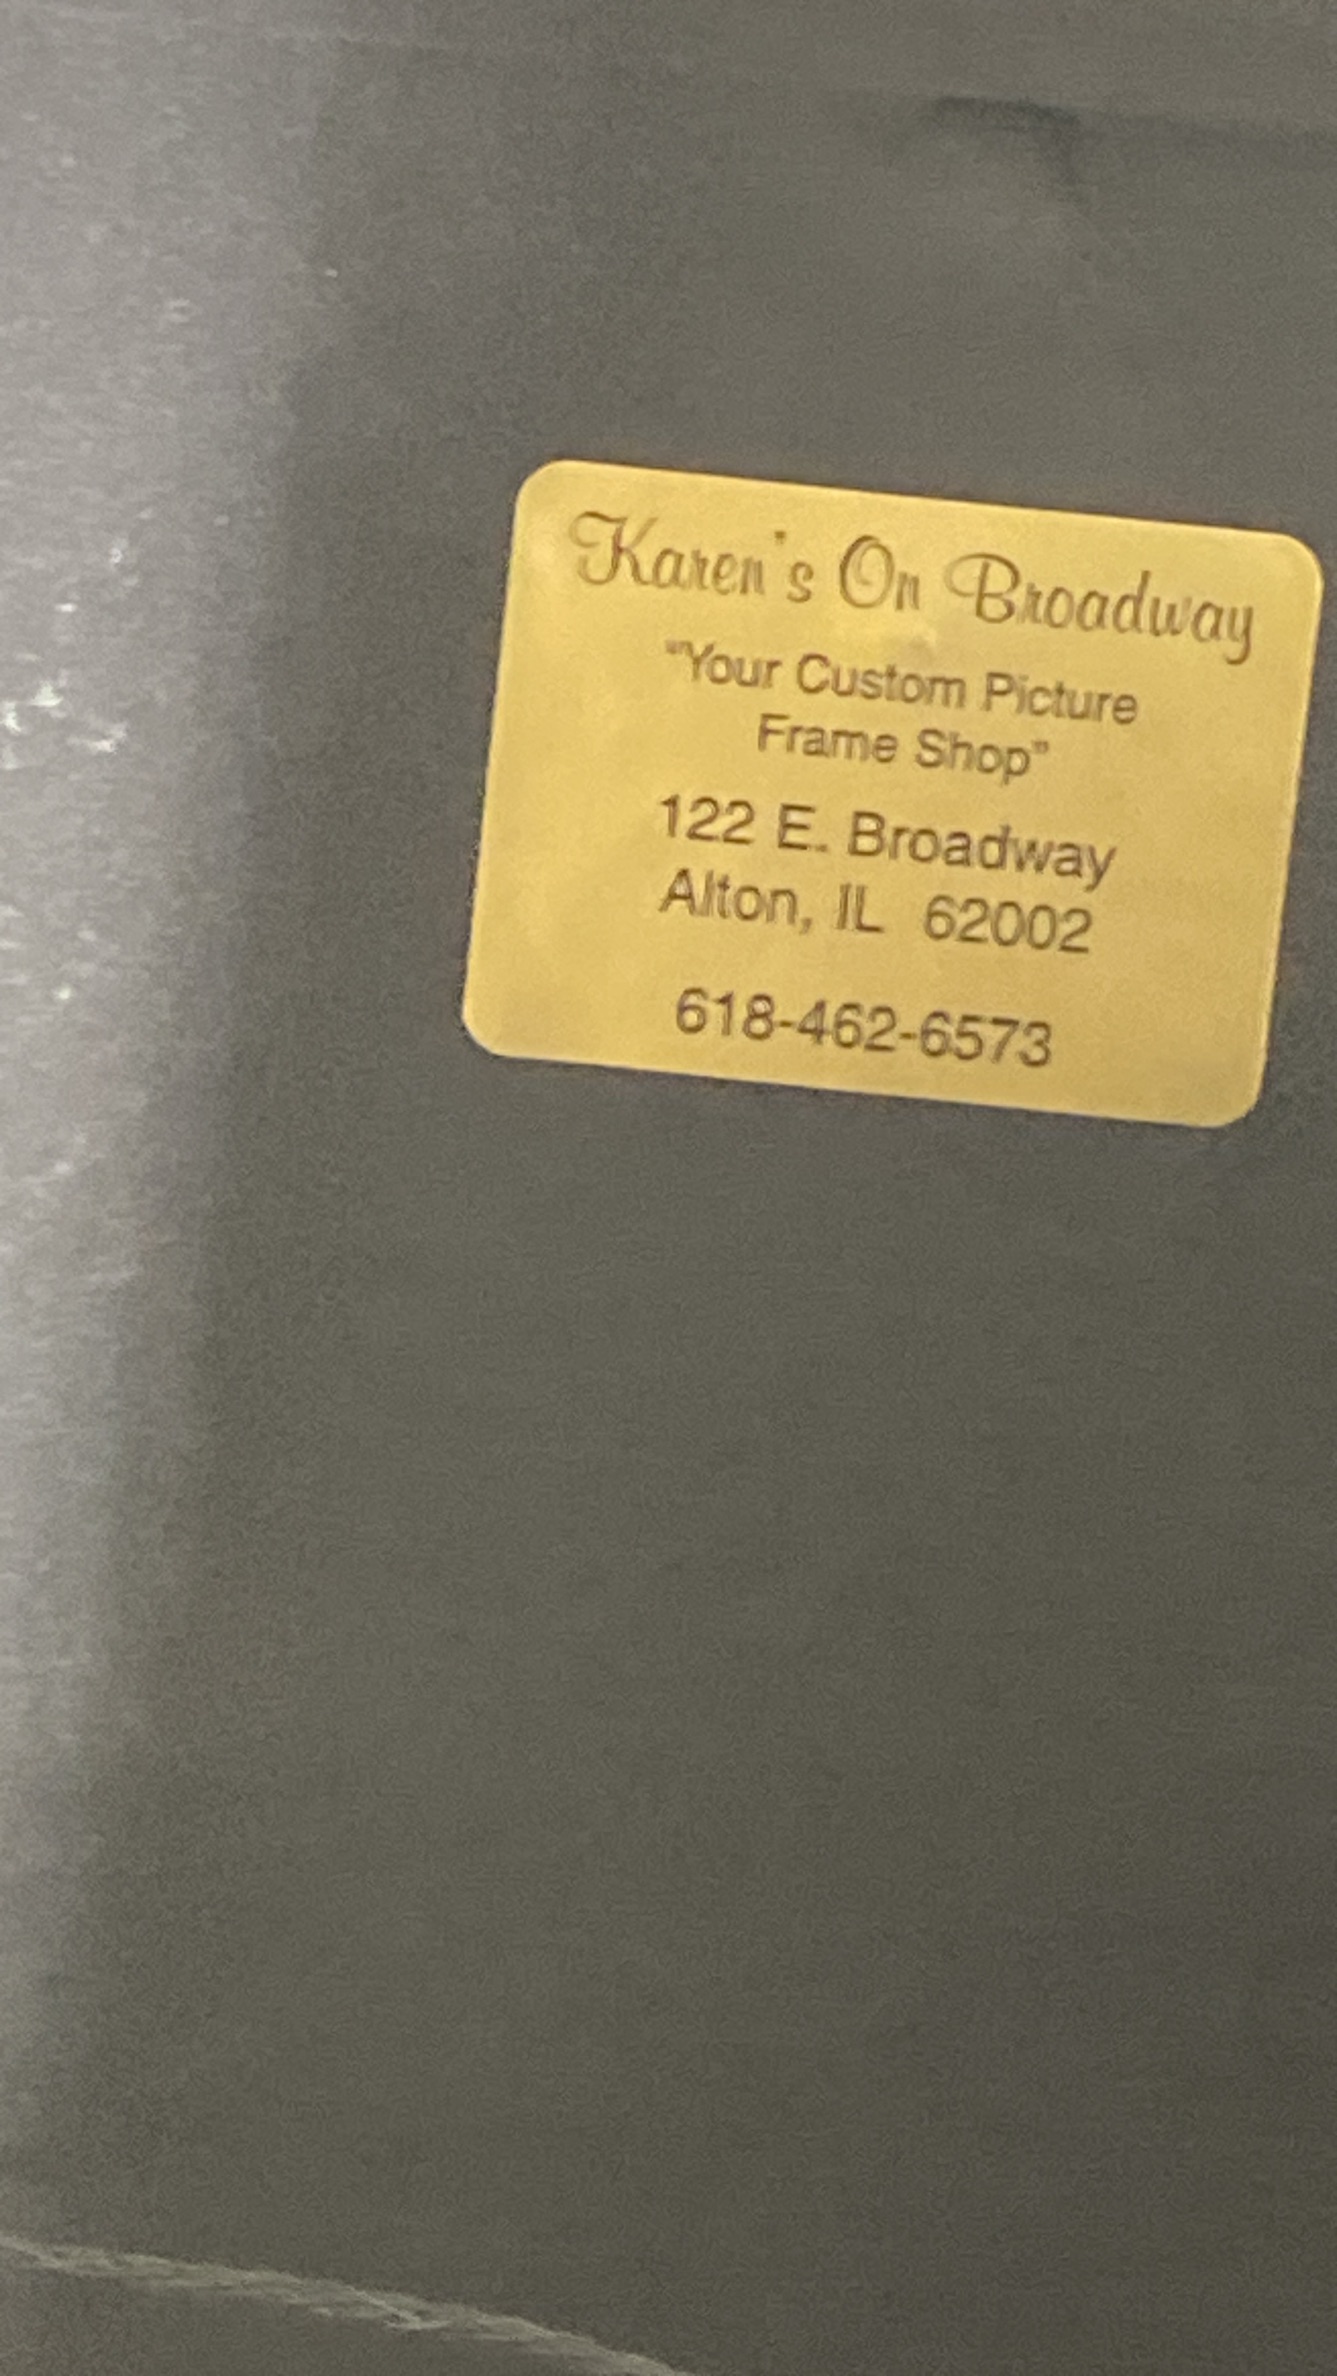 Karen's On Broadway
"Your Custom Picture
Frame Shop"
122 E. Broadway
Alton, IL 62002
618-462-6573